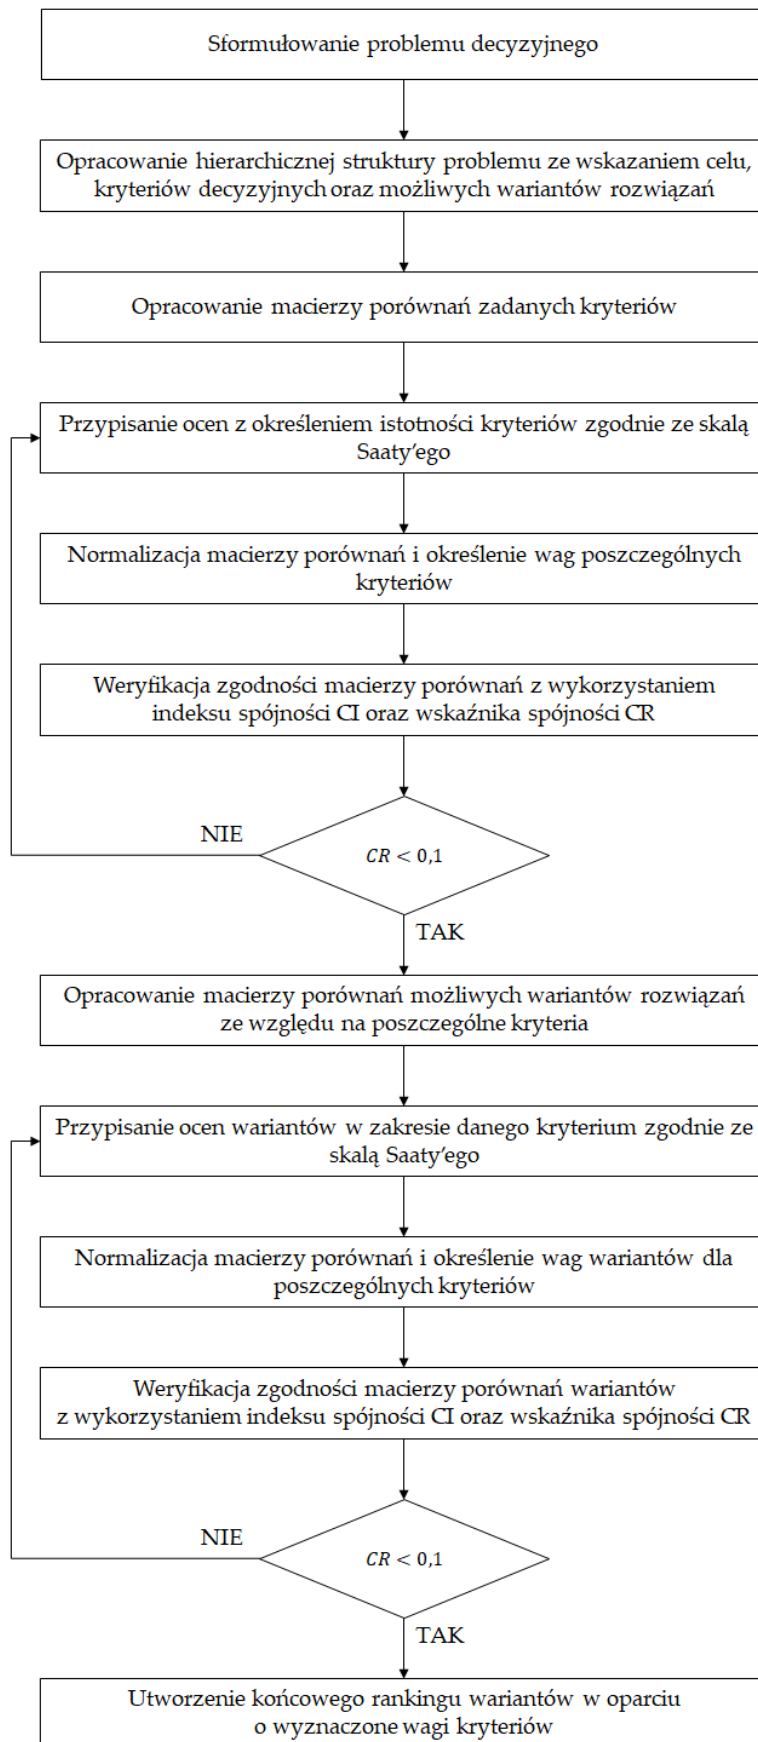 Sformułowanie problemu decyzyjnego
Opracowanie hierarchicznej struktury problemu ze wskazaniem celu,
kryteriów decyzyjnych oraz możliwych wariantów rozwiązań
Opracowanie macierzy porównań zadanych kryteriów
Przypisanie ocen z określeniem istotności kryteriów zgodnie ze skalą
Saaty’ego
Normalizacja macierzy porównań i określenie wag poszczególnych
kryteriów
Weryfikacja zgodności macierzy porównań z wykorzystaniem
indeksu spójności CI oraz wskaźnika spójności CR
NIE
CR < 0,1
TAK
Opracowanie macierzy porównań możliwych wariantów rozwiązań
ze względu na poszczególne kryteria
Przypisanie ocen wariantów w zakresie danego kryterium zgodnie ze
skalą Saaty’ego
Normalizacja macierzy porównań i określenie wag wariantów dla
poszczególnych kryteriów
Weryfikacja zgodności macierzy porównań wariantów
z wykorzystaniem indeksu spójności CI oraz wskaźnika spójności CR
NIE
CR < 0,1
TAK
Utworzenie końcowego rankingu wariantów w oparciu
o wyznaczone wagi kryteriów